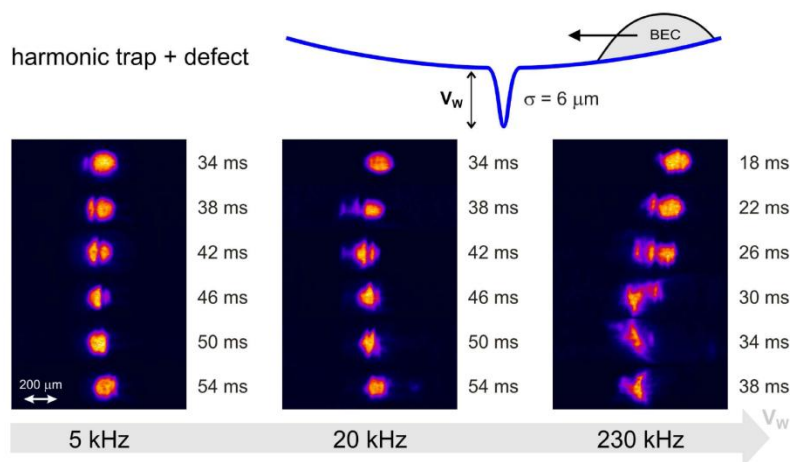 BEC
harmonic trap + defect
V_W
σ = 6 μm
34 ms
38 ms
42 ms
46 ms
50 ms
54 ms
200 μm
34 ms
38 ms
42 ms
46 ms
50 ms
54 ms
18 ms
22 ms
26 ms
30 ms
34 ms
38 ms
V_W
5 kHz
20 kHz
230 kHz